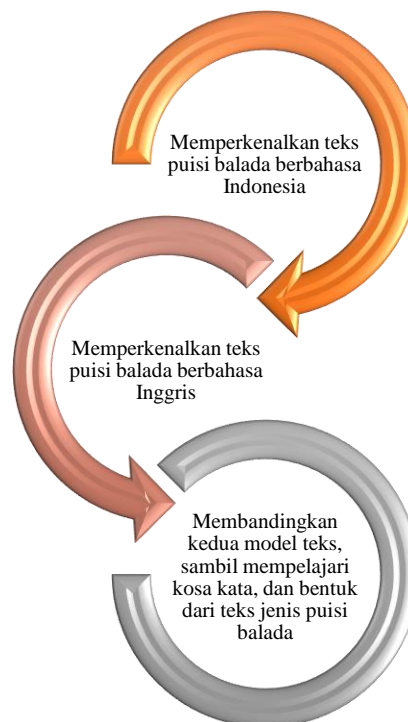 Memperkenalkan teks
puisi balada berbahasa
Indonesia
Memperkenalkan teks
puisi balada berbahasa
Inggris
Membandingkan
kedua model teks,
sambil mempelajari
kosa kata, dan bentuk
dari teks jenis puisi
balada